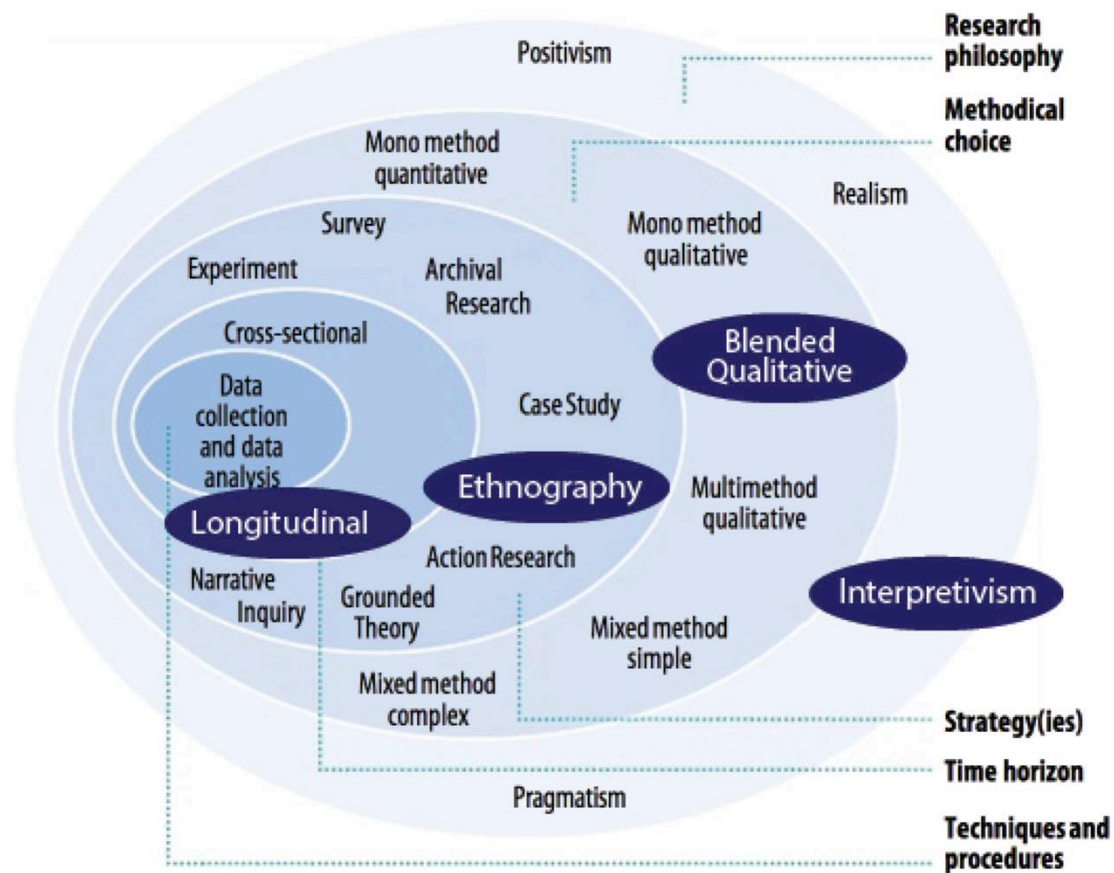 Positivism
Research
philosophy
Methodical
choice
Mono method
quantitative
Realism
Survey
Mono method
qualitative
Experiment
Archival
Research
Cross-sectional
Blended
Qualitative
Data
collection
and data
analysis
Case Study
Ethnography
Multimethod
qualitative
Longitudinal
Action Research
Narrative
Inquiry
Grounded
Theory
Interpretivism
Mixed method
simple
Mixed method
complex
Strategy(ies)
Time horizon
Pragmatism
Techniques and
procedures